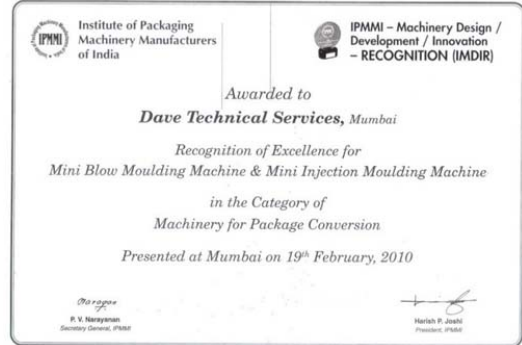 IPMMI
Institute of Packaging
Machinery Manufacturers
of India
IPMMI – Machinery Design /
Development / Innovation
– RECOGNITION (IMDIR)
Awarded to
Dave Technical Services, Mumbai
Recognition of Excellence for
Mini Blow Moulding Machine & Mini Injection Moulding Machine
in the Category of
Machinery for Package Conversion
Presented at Mumbai on 19th February, 2010
P. V. Narayanan
Secretary General, IPMMI
Harish P. Joshi
President, IPMMI